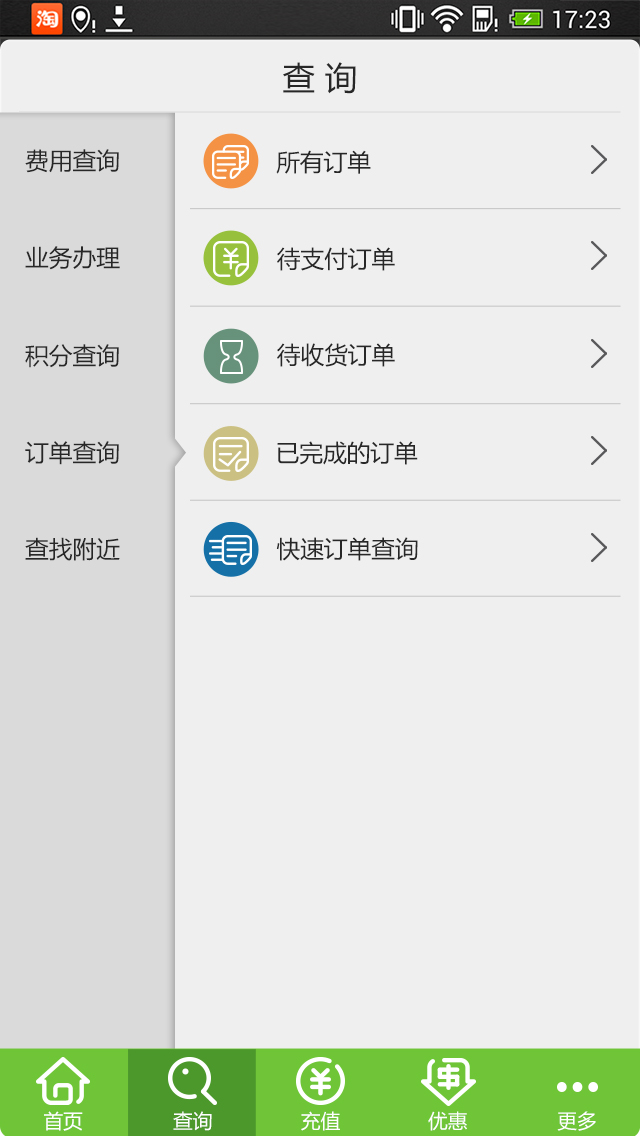 淘 17:23
查询
费用查询
业务办理
积分查询
订单查询
查找附近
所有订单
待支付订单
待收货订单
已完成的订单
快速订单查询
首页 查询 充值 优惠 更多